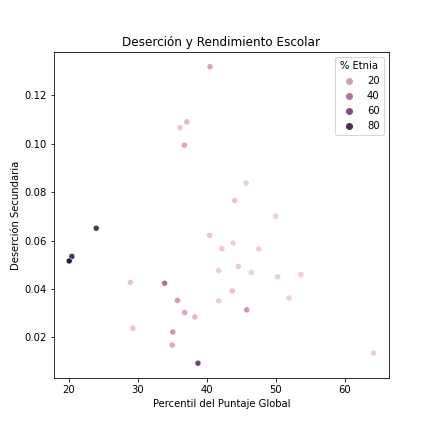 Deserción y Rendimiento Escolar
% Etnia
20
40
60
80
0.12
0.10
0.08
0.06
0.04
0.02
Deserción Secundaria
20 30 40 50 60
Percentil del Puntaje Global